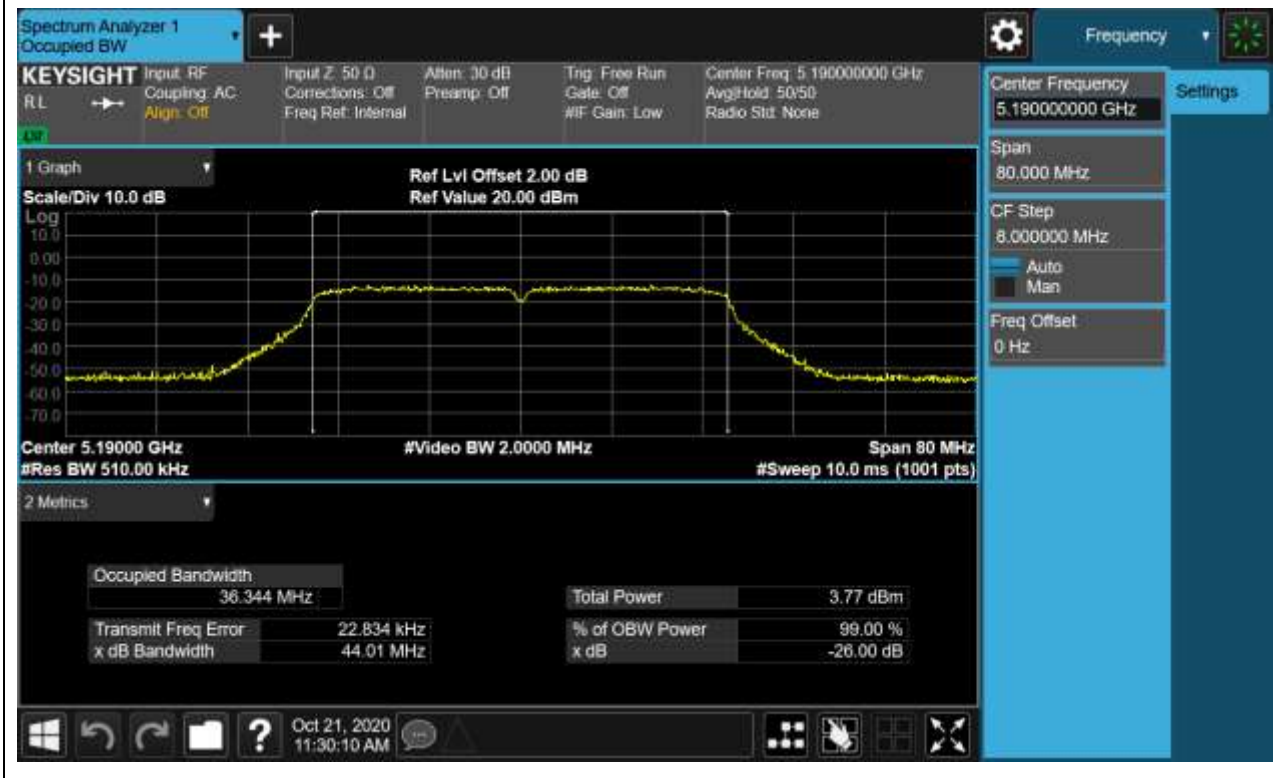 Spectrum Analyzer 1
Occupied BW
+
Frequency
KEYSIGHT
RL
LXI
Input: RF
Coupling: AC
Align: Off
Input Z: 50 Ω
Corrections: Off
Freq Ref: Internal
Atten: 30 dB
Preamp: Off
Trig: Free Run
Gate: Off
#IF Gain: Low
Center Freq: 5.190000000 GHz
Avg|Hold: 50/50
Radio Std: None
Center Frequency
5.190000000 GHz
Settings
Span
80.000 MHz
CF Step
8.000000 MHz
Auto
Man
Freq Offset
0 Hz
1 Graph
Scale/Div 10.0 dB
Ref Lvl Offset 2.00 dB
Ref Value 20.00 dBm
Log
10.0
0.00
-10.0
-20.0
-30.0
-40.0
-50.0
-60.0
-70.0
Center 5.19000 GHz
#Video BW 2.0000 MHz
Span 80 MHz
#Res BW 510.00 kHz
#Sweep 10.0 ms (1001 pts)
2 Metrics
Occupied Bandwidth
36.344 MHz
Total Power 3.77 dBm
Transmit Freq Error 22.834 kHz
% of OBW Power 99.00 %
x dB Bandwidth 44.01 MHz
x dB -26.00 dB
?
Oct 21, 2020
11:30:10 AM